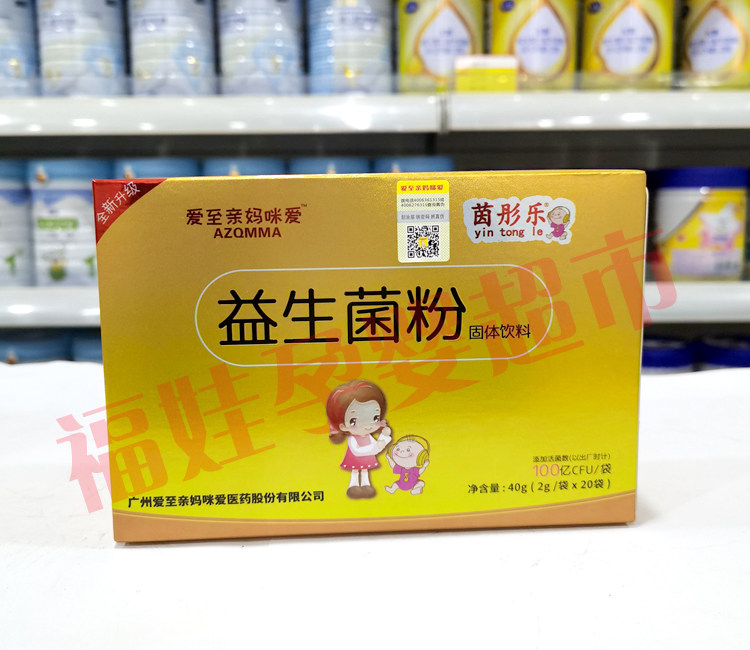 全新升级
爱至亲妈咪爱™
AZQMMA
爱至亲妈咪爱
茵彤乐®
yin tong le
益生菌粉
固体饮料
福娃孕婴超市
添加活菌数(以出厂时计)
100亿CFU/袋
净含量: 40g ( 2g /袋 x 20袋 )
广州爱至亲妈咪爱医药股份有限公司